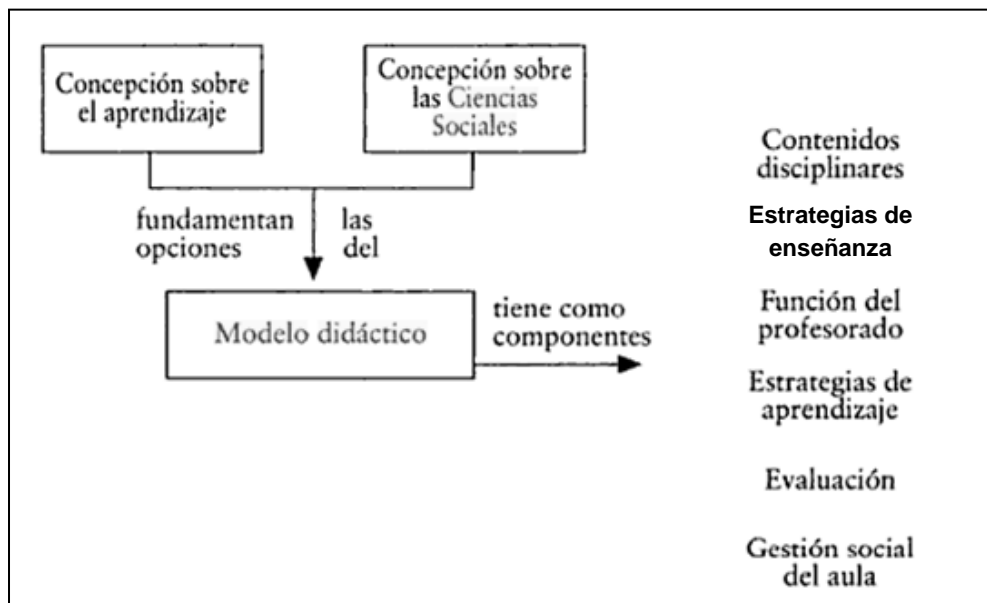 Concepción sobre
el aprendizaje
Concepción sobre
las Ciencias
Sociales
fundamentan las
opciones del
Modelo didáctico
tiene como
componentes
Contenidos
disciplinares
Estrategias de
enseñanza
Función del
profesorado
Estrategias de
aprendizaje
Evaluación
Gestión social
del aula